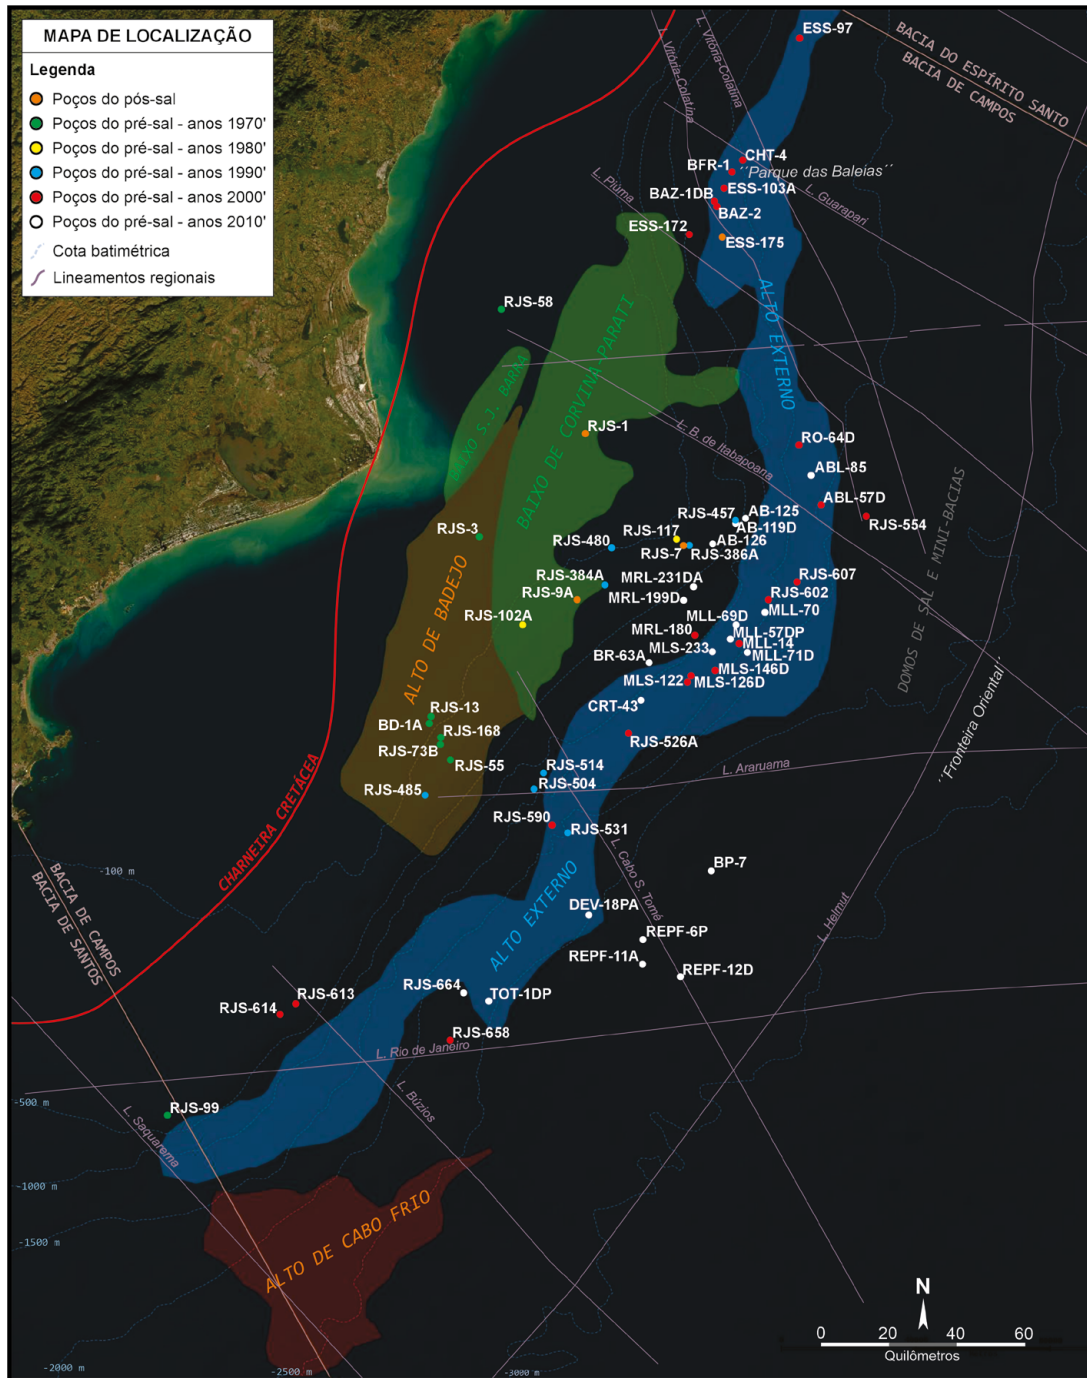 MAPA DE LOCALIZAÇÃO
Legenda
Poços do pós-sal
Poços do pré-sal - anos 1970'
Poços do pré-sal - anos 1980'
Poços do pré-sal - anos 1990'
Poços do pré-sal - anos 2000'
Poços do pré-sal - anos 2010'
Cota batimétrica
Lineamentos regionais
ESS-97
BACIA DO ESPÍRITO SANTO
BACIA DE CAMPOS
L. Vitória-Colatina
L. Vitória-Colatina
CHT-4
BFR-1
´´Parque das Baleias´´
ESS-103A
BAZ-1DB
BAZ-2
L. Piúma
L. Guarapari
ESS-172
ESS-175
RJS-58
ALTO EXTERNO
BAIXO S.J. BARRA
BAIXO DE CORVINA-PARATI
RJS-1
RO-64D
L. B. de Itabapoana
ABL-85
ABL-57D
RJS-554
AB-125
RJS-457
AB-119D
RJS-3
RJS-117
AB-126
RJS-480
RJS-7
RJS-386A
DOMOS DE SAL E MINI-BACIAS
RJS-384A
MRL-231DA
RJS-607
RJS-9A
MRL-199D
RJS-602
MLL-70
RJS-102A
MLL-69D
MRL-180
MLL-57DP
MLL-14
MLS-233
MLL-71D
BR-63A
MLS-146D
MLS-122
MLS-126D
ALTO DE BADEJO
CRT-43
RJS-13
BD-1A
RJS-168
RJS-73B
RJS-55
RJS-526A
´´Fronteira Oriental´´
RJS-514
L. Araruama
RJS-504
RJS-485
RJS-590
RJS-531
CHARNEIRA CRETÁCEA
L. Cabo S. Tomé
BP-7
-100 m
BACIA DE CAMPOS
BACIA DE SANTOS
L. Helmut
DEV-18PA
ALTO EXTERNO
REPF-6P
REPF-11A
REPF-12D
RJS-664
TOT-1DP
RJS-613
RJS-614
RJS-658
L. Rio de Janeiro
L. Búzios
-500 m
RJS-99
L. Saquarema
-1000 m
-1500 m
ALTO DE CABO FRIO
-2000 m
-2500 m
-3000 m
N
0 20 40 60
Quilômetros